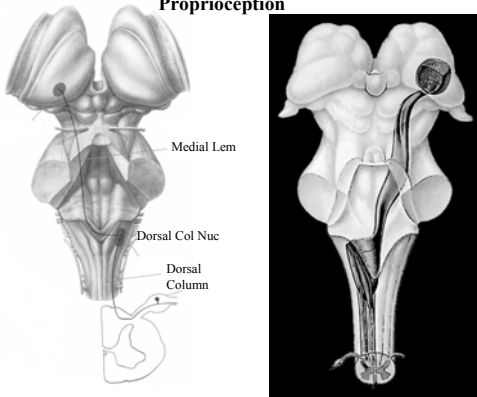 Proprioception
Medial Lem
Dorsal Col Nuc
Dorsal
Column